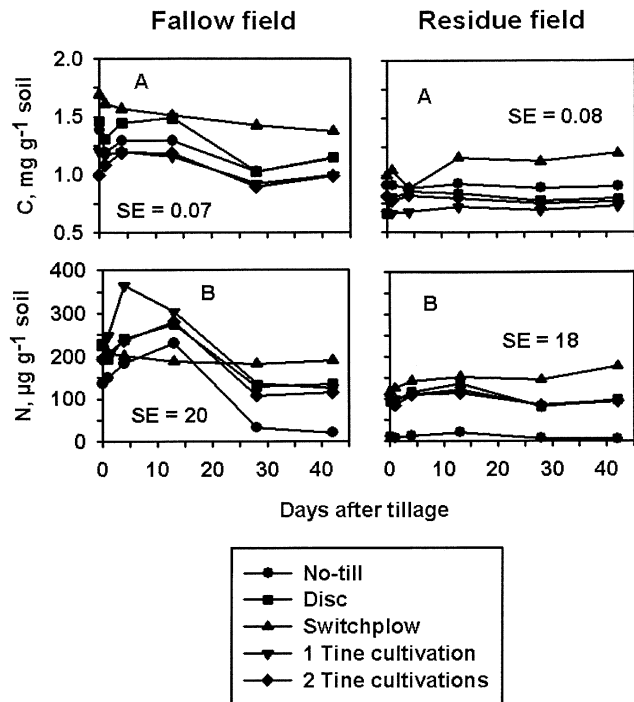 Fallow field
Residue field
C, mg g⁻¹ soil
2.0
1.5
1.0
0.5
A
SE = 0.07
A
SE = 0.08
N, µg g⁻¹ soil
400
300
200
100
0
B
SE = 20
B
SE = 18
0 10 20 30 40
0 10 20 30 40
Days after tillage
No-till
Disc
Switchplow
1 Tine cultivation
2 Tine cultivations